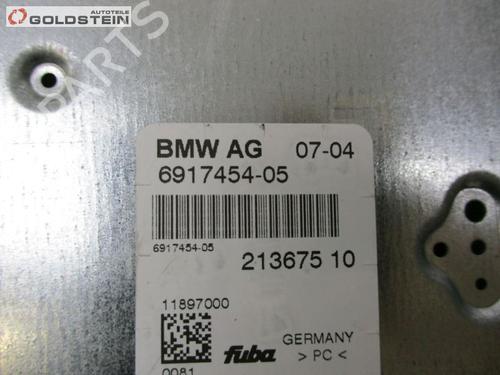 AUTOTEILE
GOLDSTEIN
PARTS
BMW AG 07-04
6917454-05
6917454-05
213675 10
11897000
fuba
GERMANY
> PC <
0081